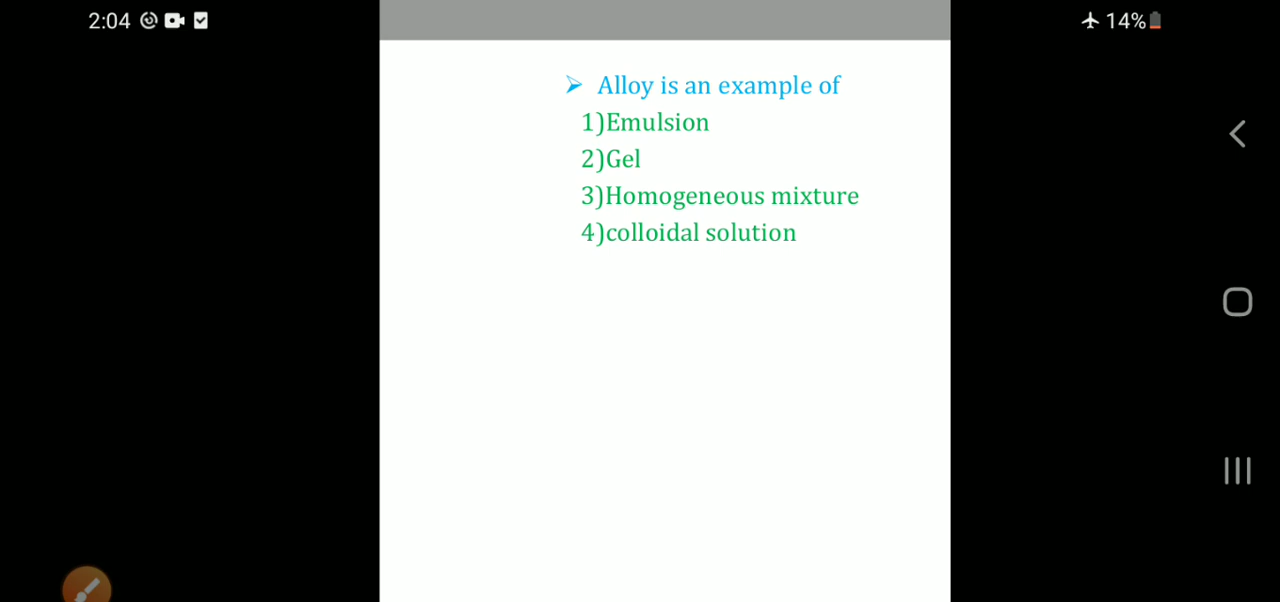 2:04
14%
➢ Alloy is an example of
1)Emulsion
2)Gel
3)Homogeneous mixture
4)colloidal solution